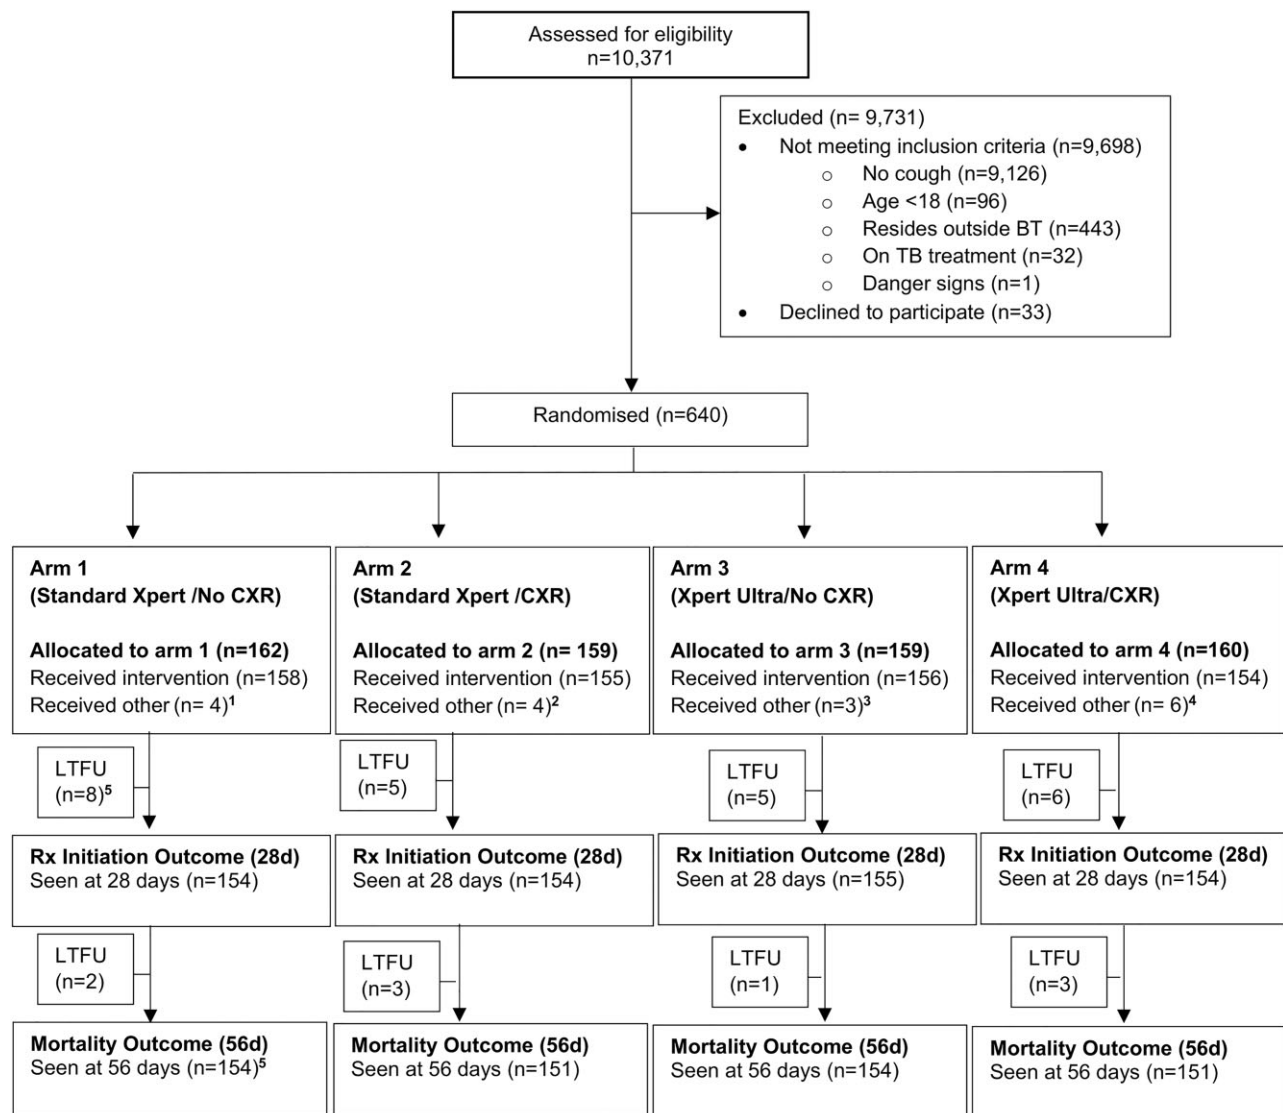 Assessed for eligibility
n=10,371
Excluded (n= 9,731)
• Not meeting inclusion criteria (n=9,698)
o No cough (n=9,126)
o Age <18 (n=96)
o Resides outside BT (n=443)
o On TB treatment (n=32)
o Danger signs (n=1)
• Declined to participate (n=33)
Randomised (n=640)
Arm 1
(Standard Xpert /No CXR)
Allocated to arm 1 (n=162)
Received intervention (n=158)
Received other (n= 4)¹
Arm 2
(Standard Xpert /CXR)
Allocated to arm 2 (n= 159)
Received intervention (n=155)
Received other (n= 4)²
Arm 3
(Xpert Ultra/No CXR)
Allocated to arm 3 (n=159)
Received intervention (n=156)
Received other (n=3)³
Arm 4
(Xpert Ultra/CXR)
Allocated to arm 4 (n=160)
Received intervention (n=154)
Received other (n= 6)⁴
LTFU
(n=8)⁵
LTFU
(n=5)
LTFU
(n=5)
LTFU
(n=6)
Rx Initiation Outcome (28d)
Seen at 28 days (n=154)
Rx Initiation Outcome (28d)
Seen at 28 days (n=154)
Rx Initiation Outcome (28d)
Seen at 28 days (n=155)
Rx Initiation Outcome (28d)
Seen at 28 days (n=154)
LTFU
(n=2)
LTFU
(n=3)
LTFU
(n=1)
LTFU
(n=3)
Mortality Outcome (56d)
Seen at 56 days (n=154)⁵
Mortality Outcome (56d)
Seen at 56 days (n=151)
Mortality Outcome (56d)
Seen at 56 days (n=154)
Mortality Outcome (56d)
Seen at 56 days (n=151)